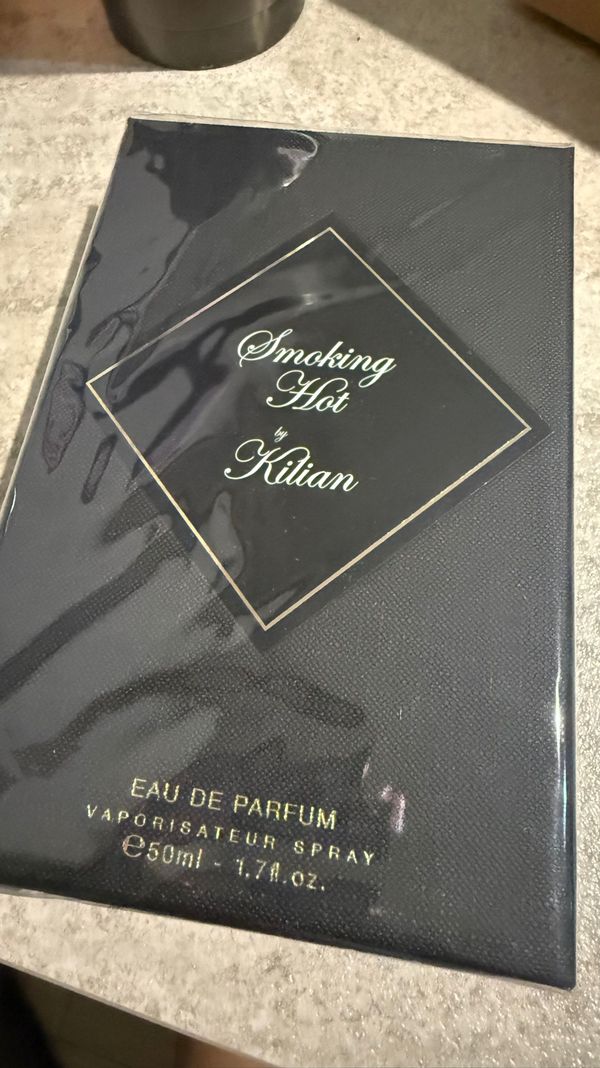 Smoking
Hot
by
Kilian
EAU DE PARFUM
VAPORISATEUR SPRAY
℮50ml - 1.7fl.oz.